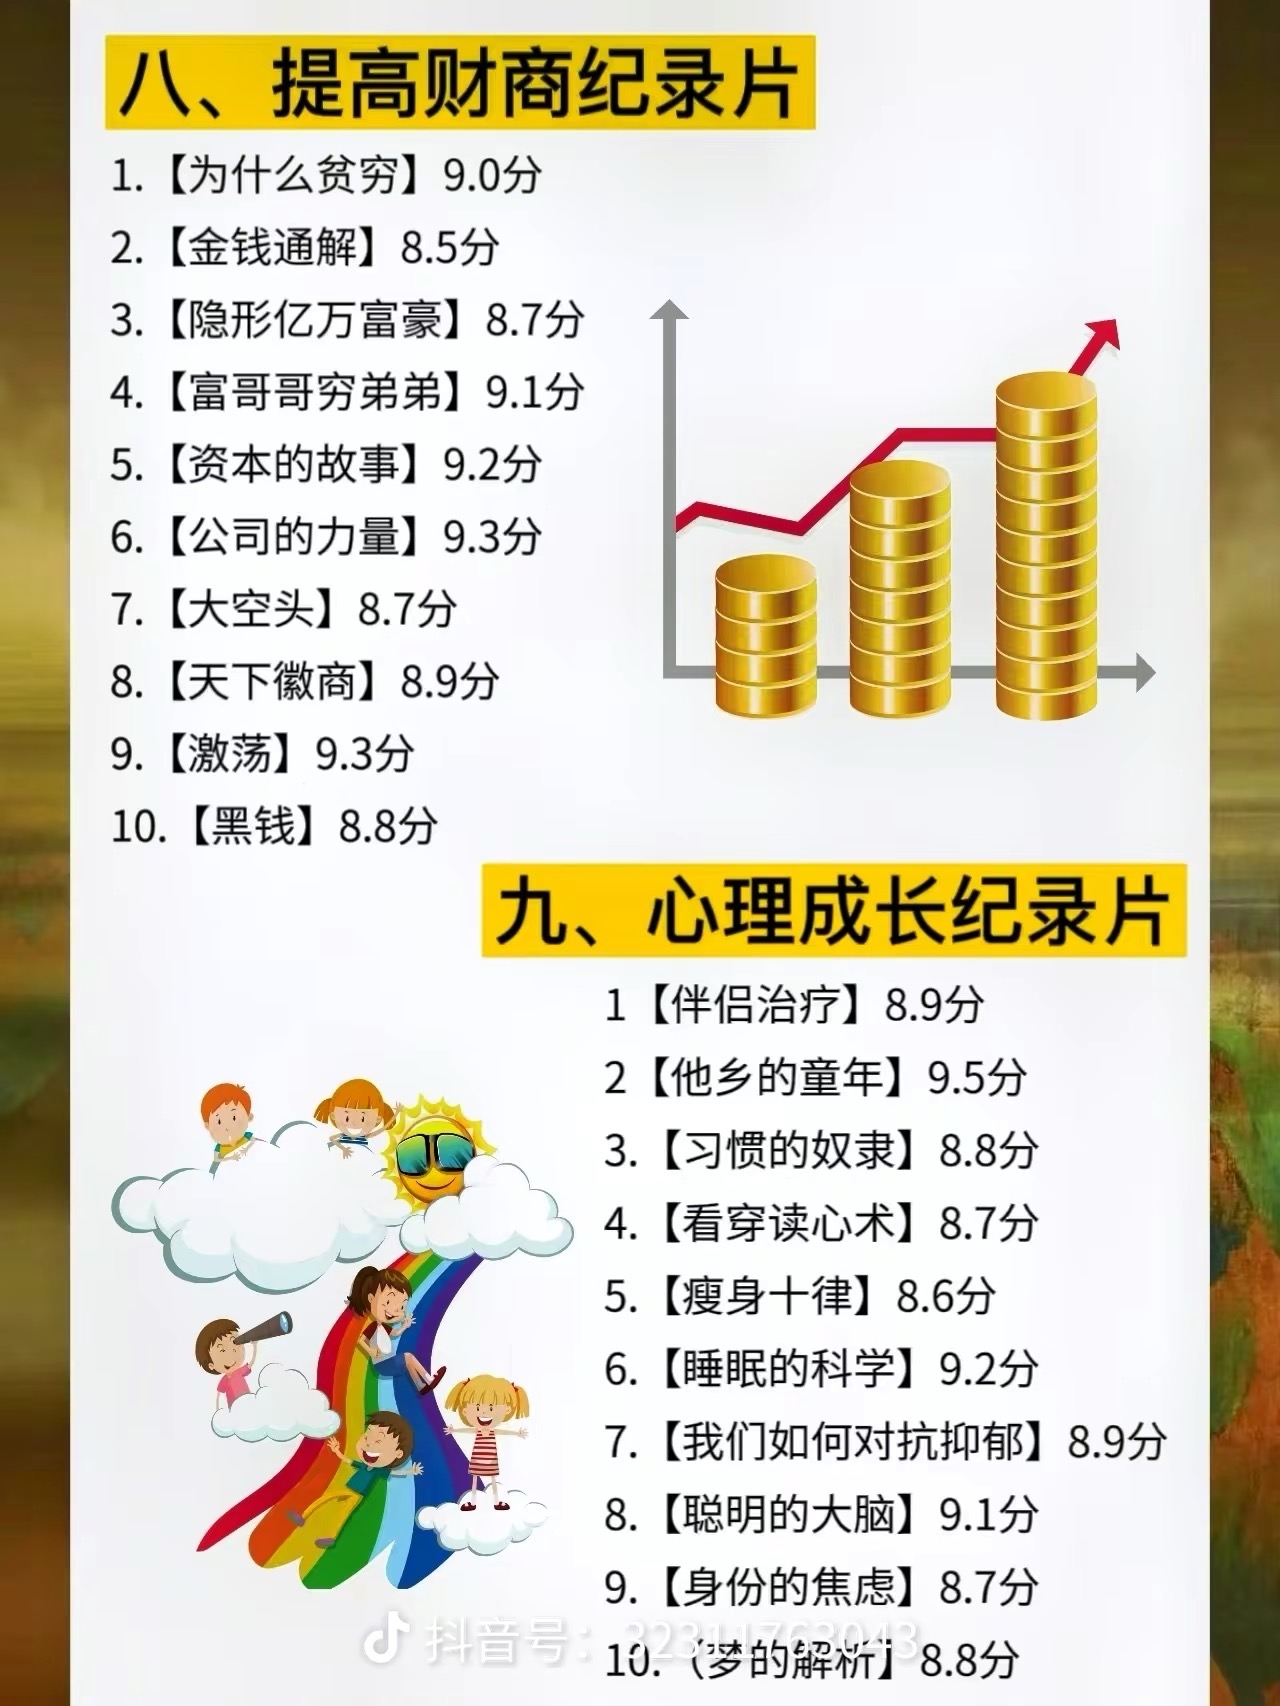 八、提高财商纪录片
1.【为什么贫穷】9.0分
2.【金钱通解】8.5分
3.【隐形亿万富豪】8.7分
4.【富哥哥穷弟弟】9.1分
5.【资本的故事】9.2分
6.【公司的力量】9.3分
7.【大空头】8.7分
8.【天下徽商】8.9分
9.【激荡】9.3分
10.【黑钱】8.8分
九、心理成长纪录片
1【伴侣治疗】8.9分
2【他乡的童年】9.5分
3.【习惯的奴隶】8.8分
4.【看穿读心术】8.7分
5.【瘦身十律】8.6分
6.【睡眠的科学】9.2分
7.【我们如何对抗抑郁】8.9分
8.【聪明的大脑】9.1分
9.【身份的焦虑】8.7分
抖音号：32311763043
10.（梦的解析】8.8分